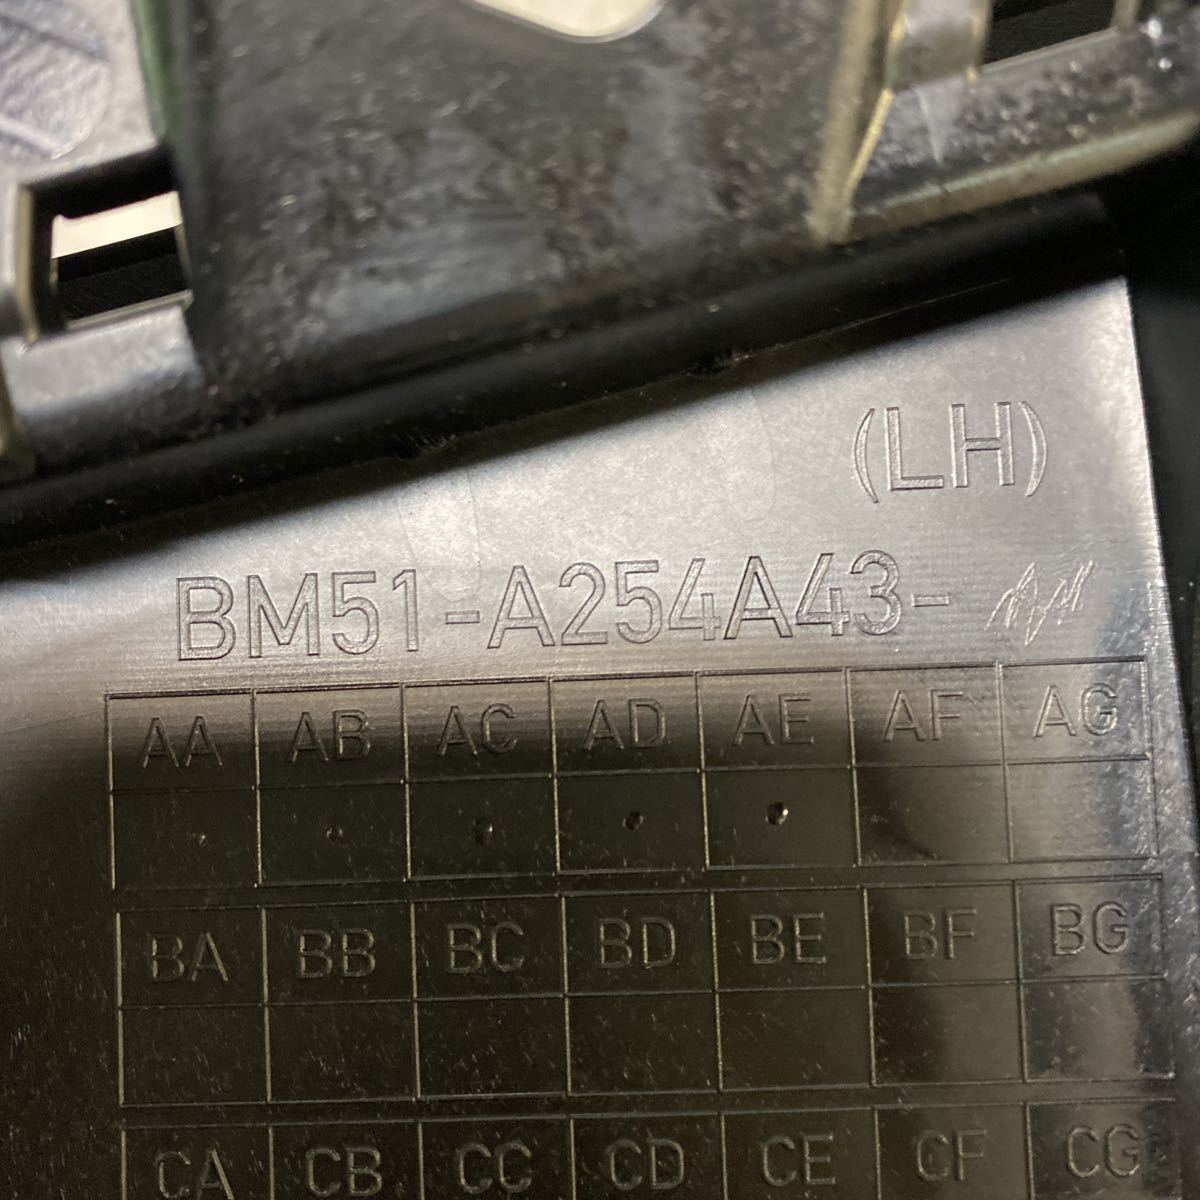 (LH)
BM51-A254A43-
AA AB AC AD AE AF AG
BA BB BC BD BE BF BG
CA CB CC CD CE CF CG